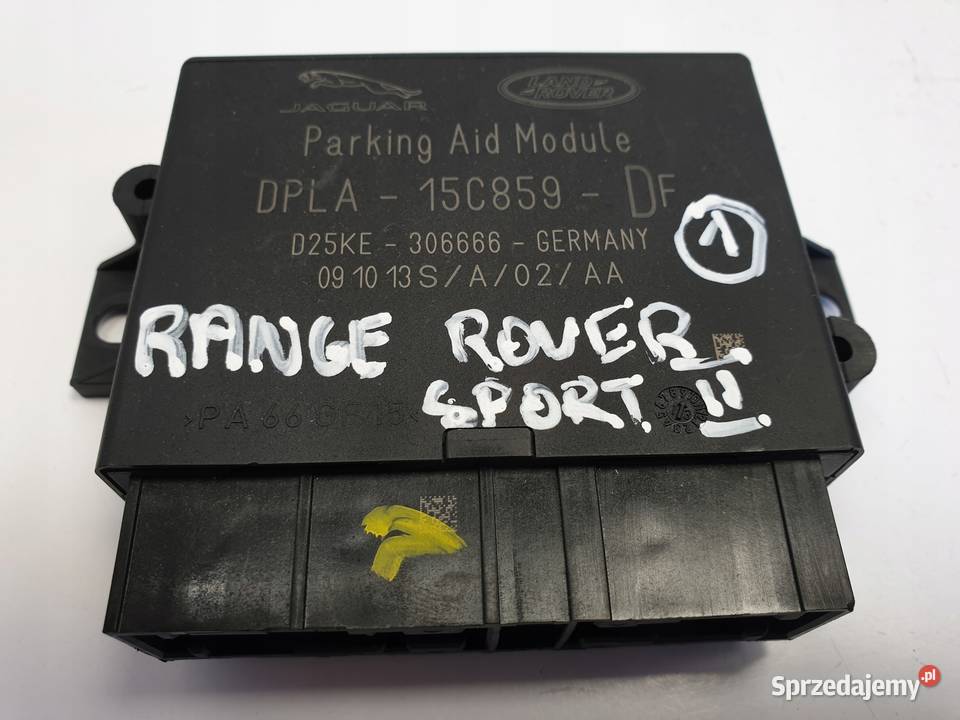 JAGUAR
LAND ROVER
Parking Aid Module
DPLA - 15C859 - DF
D25KE - 306666 - GERMANY
09 10 13 S/A/02/AA
1
RANGE ROVER
SPORT II
>PA 66 GF15<
Sprzedajemy.pl